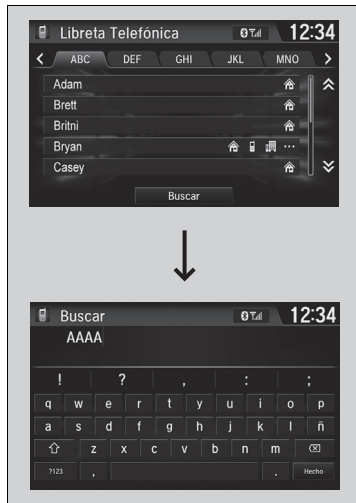 Libreta Telefónica 12:34
ABC DEF GHI JKL MNO
Adam
Brett
Britni
Bryan ...
Casey
Buscar
Buscar 12:34
AAAA
! ? , : ;
q w e r t y u i o p
a s d f g h j k l ñ
z x c v b n m
?123 , . Hecho